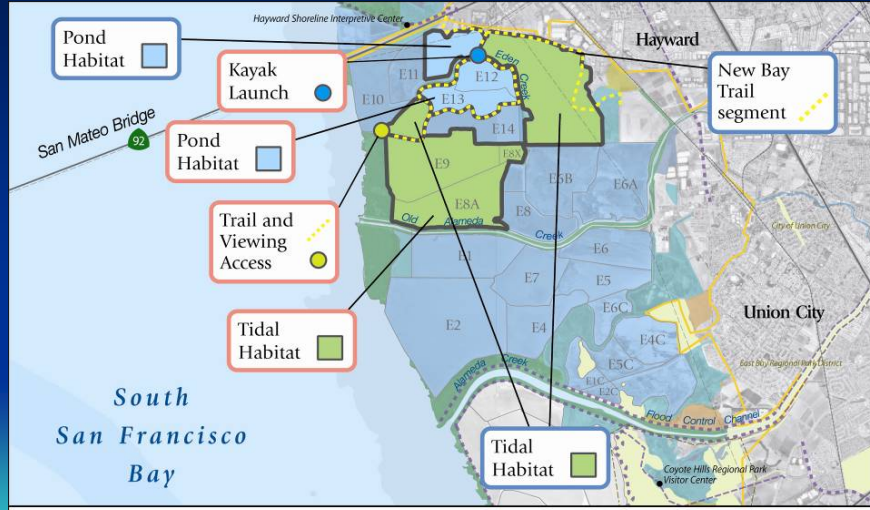 Hayward Shoreline Interpretive Center
Hayward
Pond
Habitat
Kayak
Launch
New Bay
Trail
segment
San Mateo Bridge
92
Pond
Habitat
Trail and
Viewing
Access
Tidal
Habitat
South
San Francisco
Bay
E10
E11
E12
E13
E14
Eden
Creek
E9
E8X
E8A
E8
E6B
E6A
Old Alameda
Creek
E1
E2
E7
E4
E6
E5
E6C
E4C
E5C
E1C
E2C
City of Union City
Union City
East Bay Regional Park District
Alameda
Creek
Flood Control Channel
Tidal
Habitat
Coyote Hills Regional Park
Visitor Center